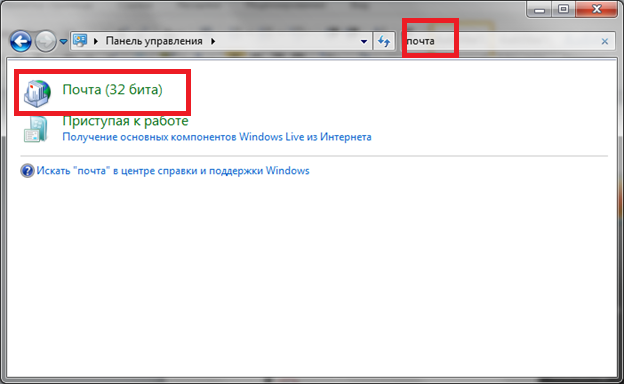 Панель управления
почта
Почта (32 бита)
Приступая к работе
Получение основных компонентов Windows Live из Интернета
Искать "почта" в центре справки и поддержки Windows